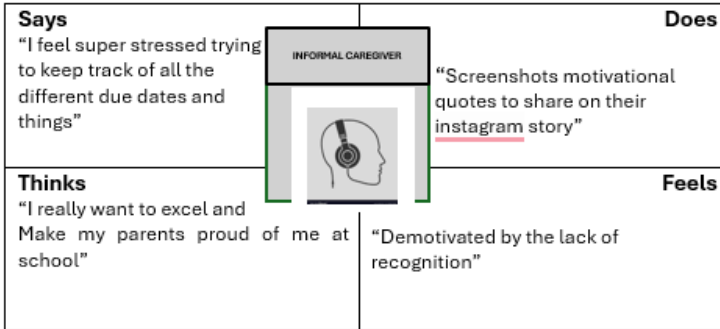 Says
“I feel super stressed trying
to keep track of all the
different due dates and
things”
INFORMAL CAREGIVER
Does
“Screenshots motivational
quotes to share on their
instagram story”
Thinks
“I really want to excel and
Make my parents proud of me at
school”
Feels
“Demotivated by the lack of
recognition”